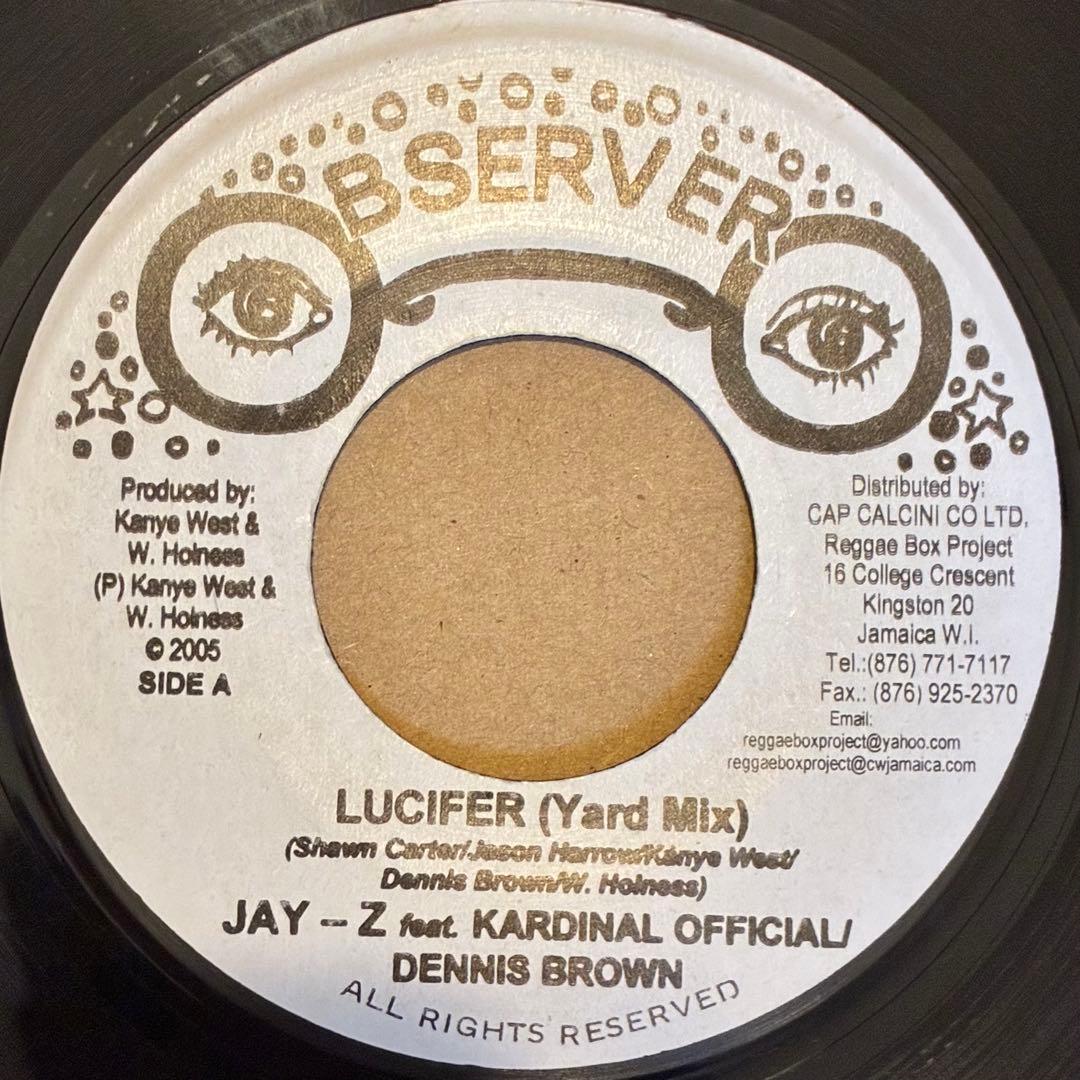 OBSERVER
Produced by:
Kanye West &
W. Holness
(P) Kanye West &
W. Holness
© 2005
SIDE A
Distributed by:
CAP CALCINI CO LTD.
Reggae Box Project
16 College Crescent
Kingston 20
Jamaica W.I.
Tel.:(876) 771-7117
Fax.: (876) 925-2370
Email:
reggaeboxproject@yahoo.com
reggaeboxproject@cwjamaica.com
LUCIFER (Yard Mix)
(Shawn Carter/Jason Harrow/Kanye West/
Dennis Brown/W. Holness)
JAY - Z feat. KARDINAL OFFICIAL/
DENNIS BROWN
ALL RIGHTS RESERVED